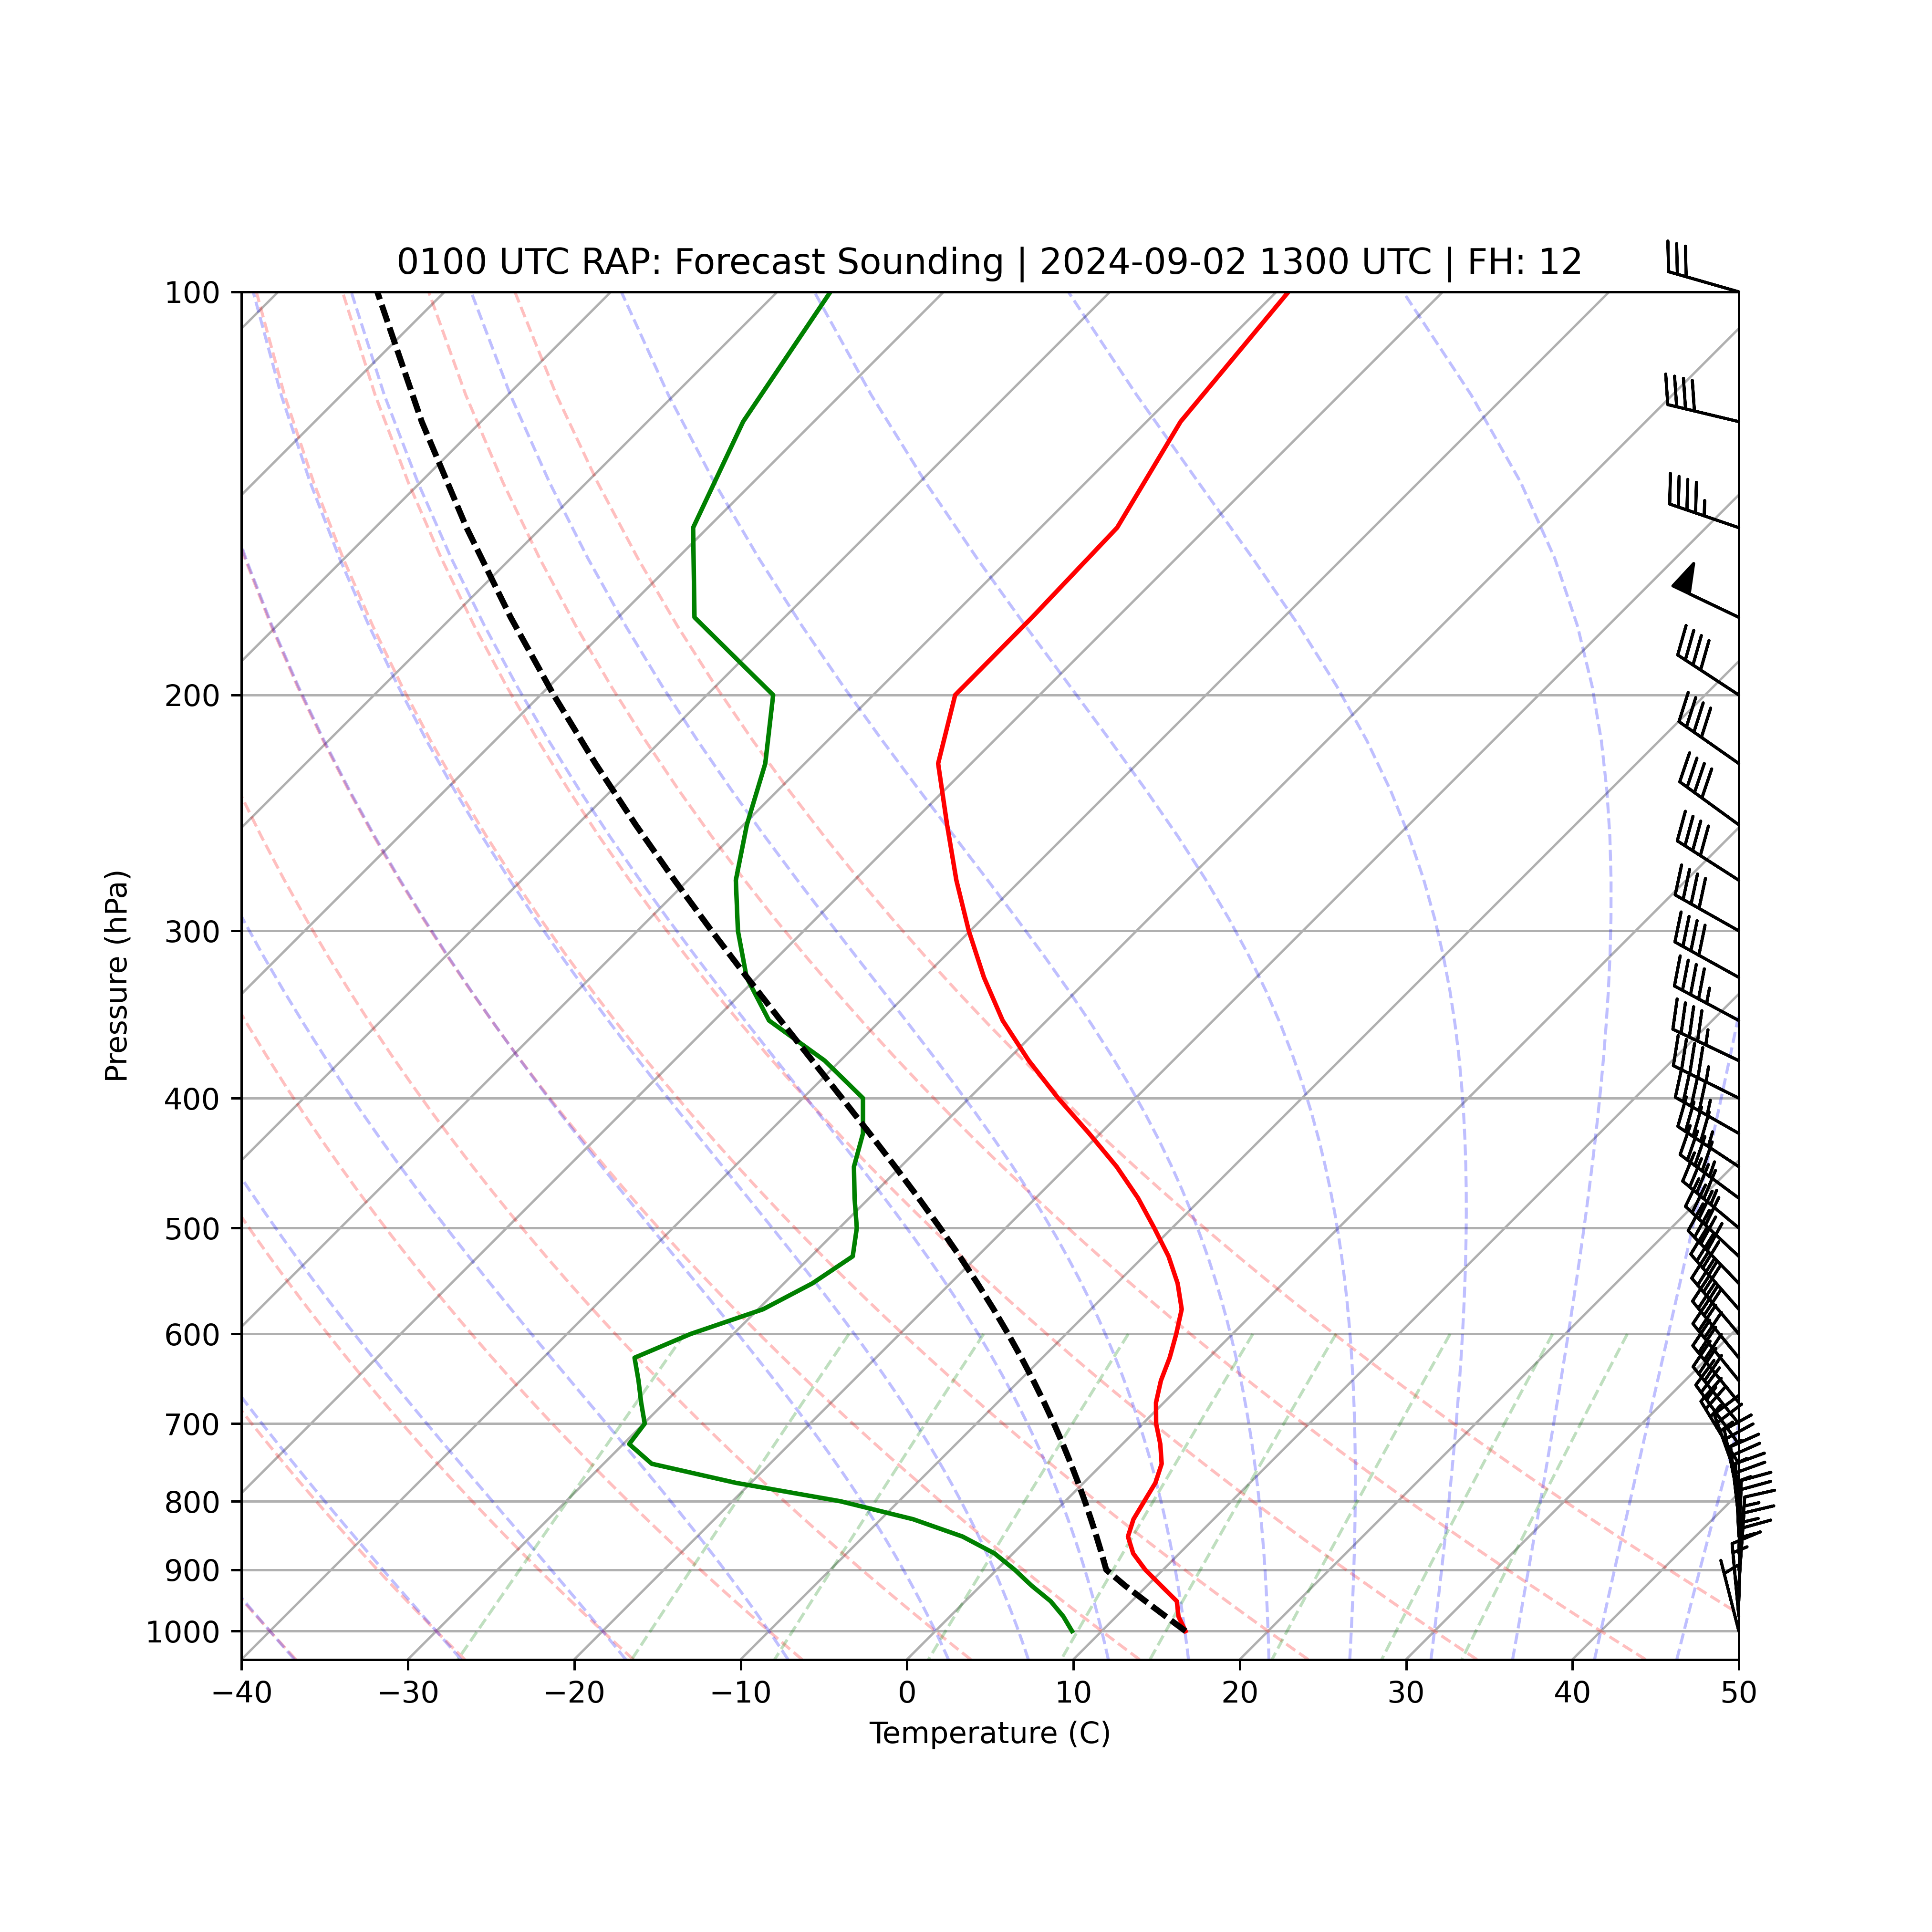 0100 UTC RAP: Forecast Sounding | 2024-09-02 1300 UTC | FH: 12
100
200
300
400
500
600
700
800
900
1000
Pressure (hPa)
−40 −30 −20 −10 0 10 20 30 40 50
Temperature (C)